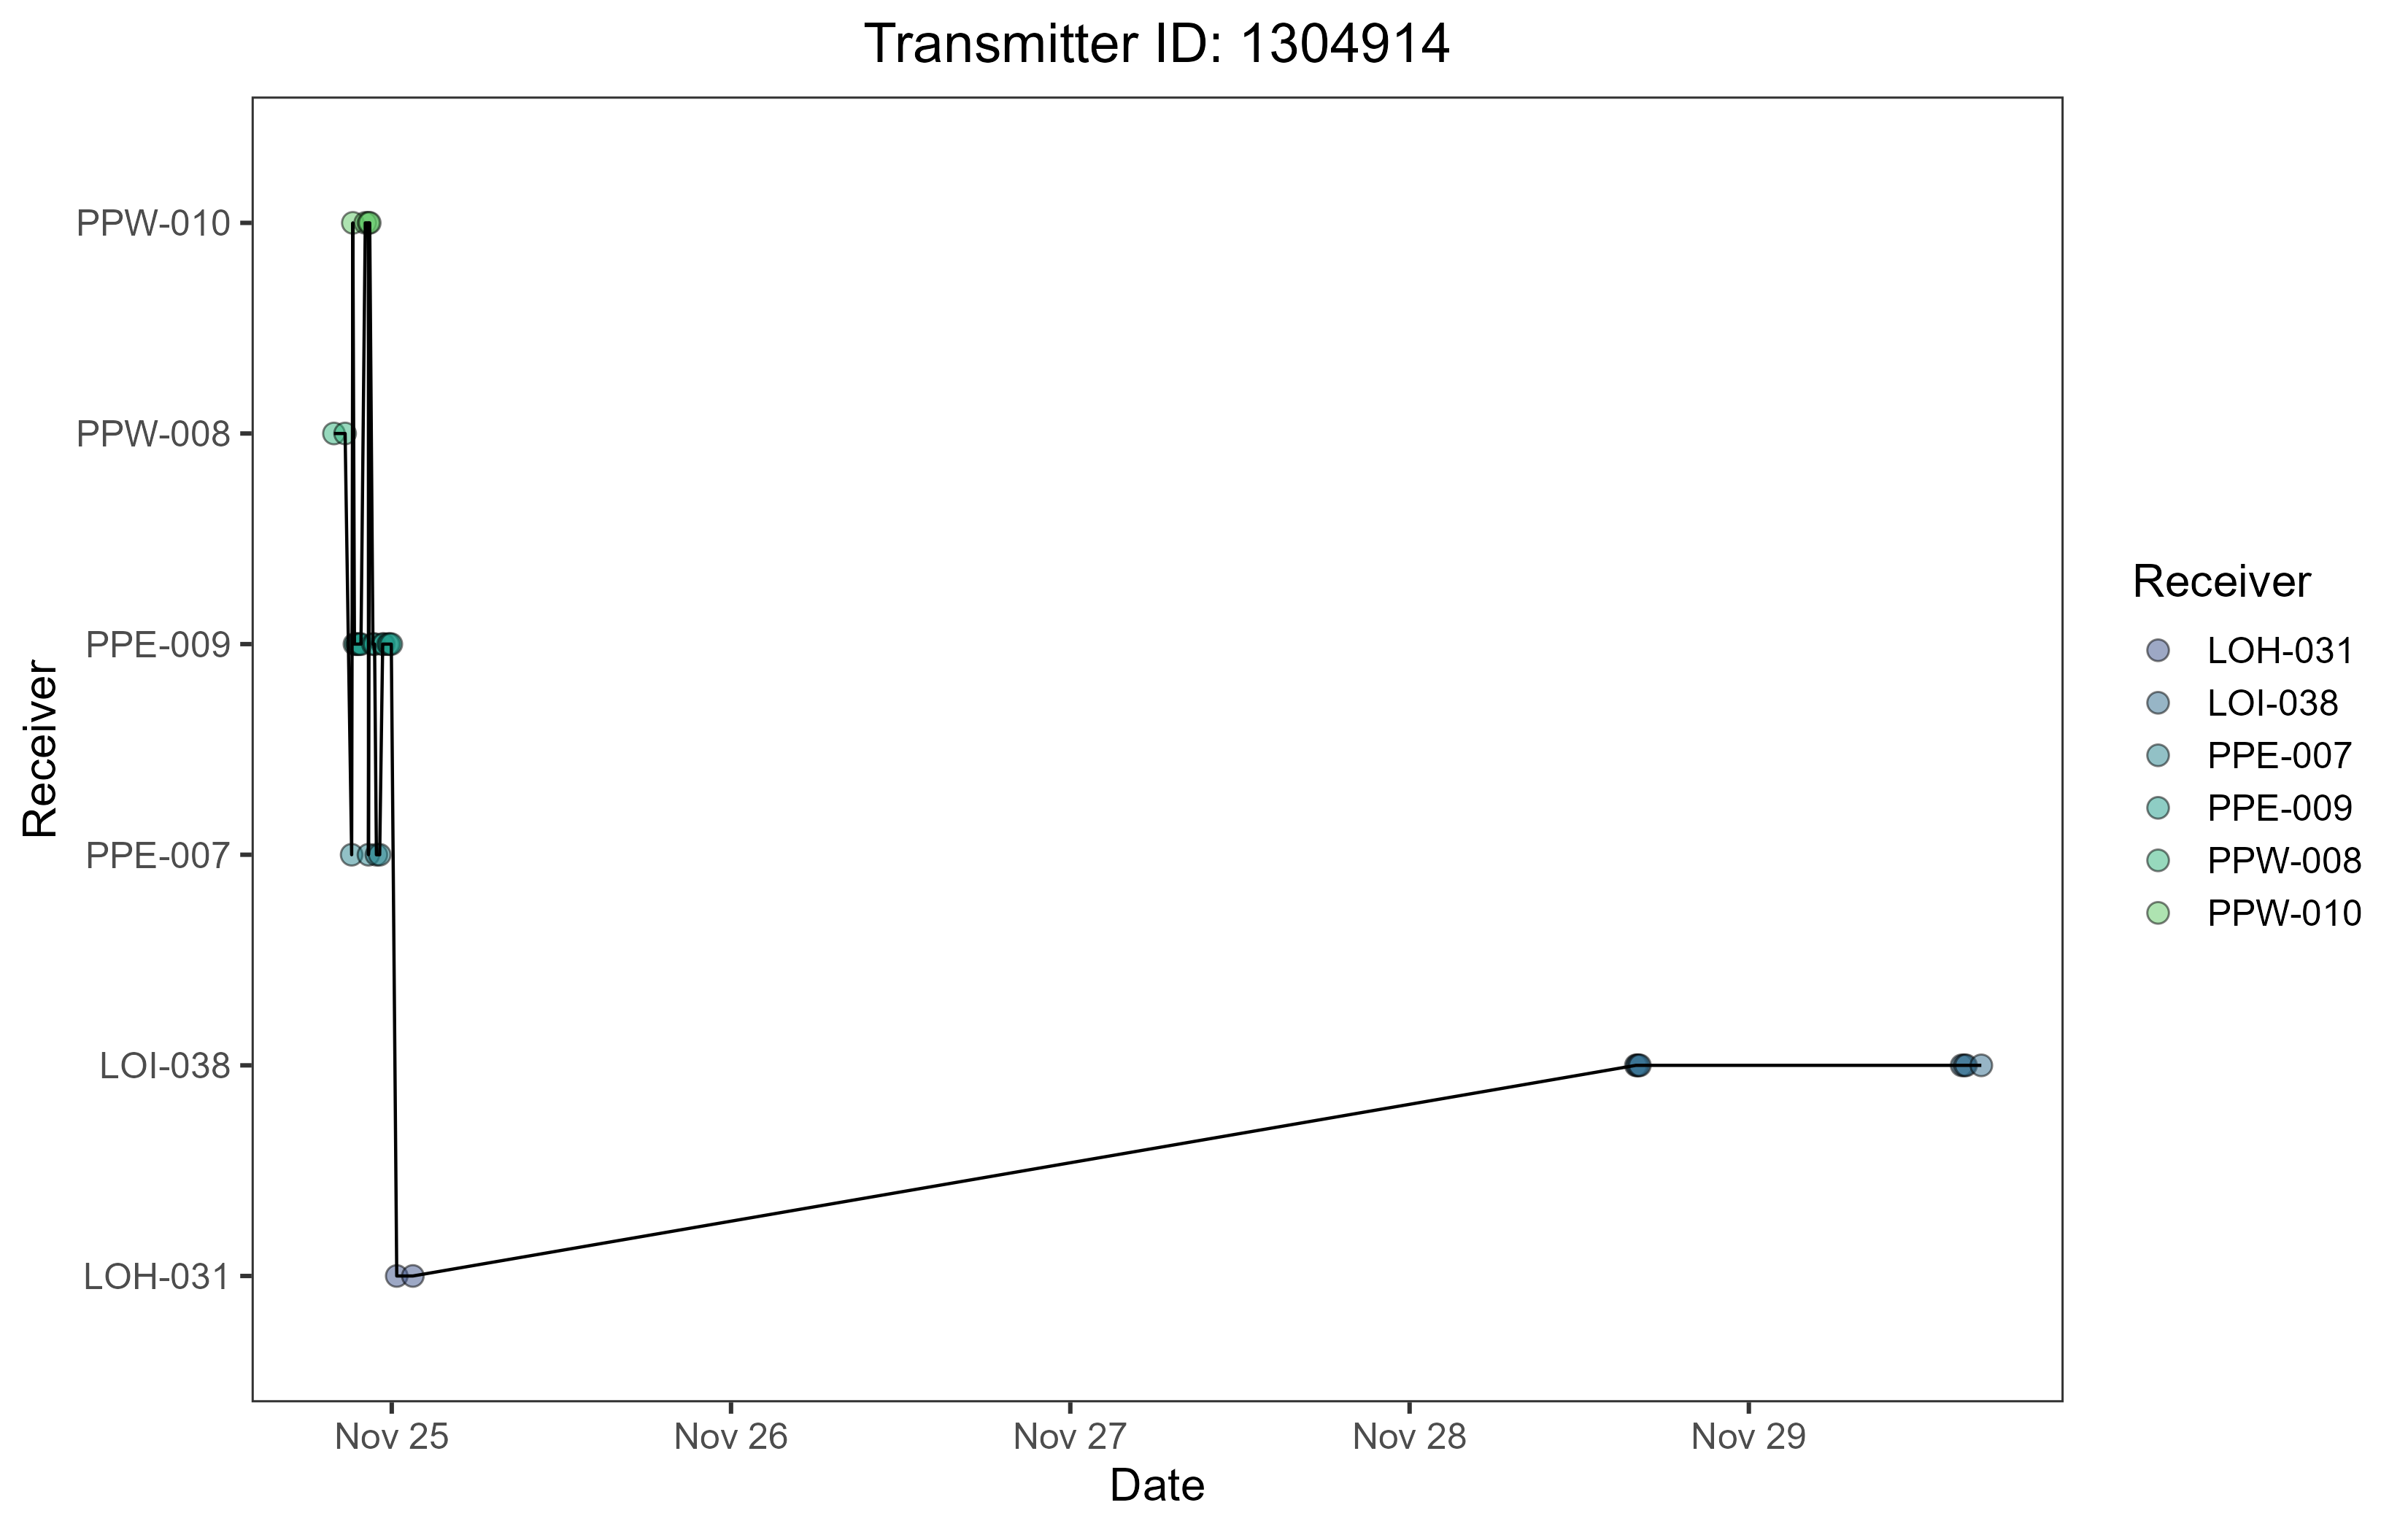 Transmitter ID: 1304914
Receiver
PPW-010
PPW-008
PPE-009
PPE-007
LOI-038
LOH-031
Nov 25
Nov 26
Nov 27
Nov 28
Nov 29
Date
Receiver
LOH-031
LOI-038
PPE-007
PPE-009
PPW-008
PPW-010